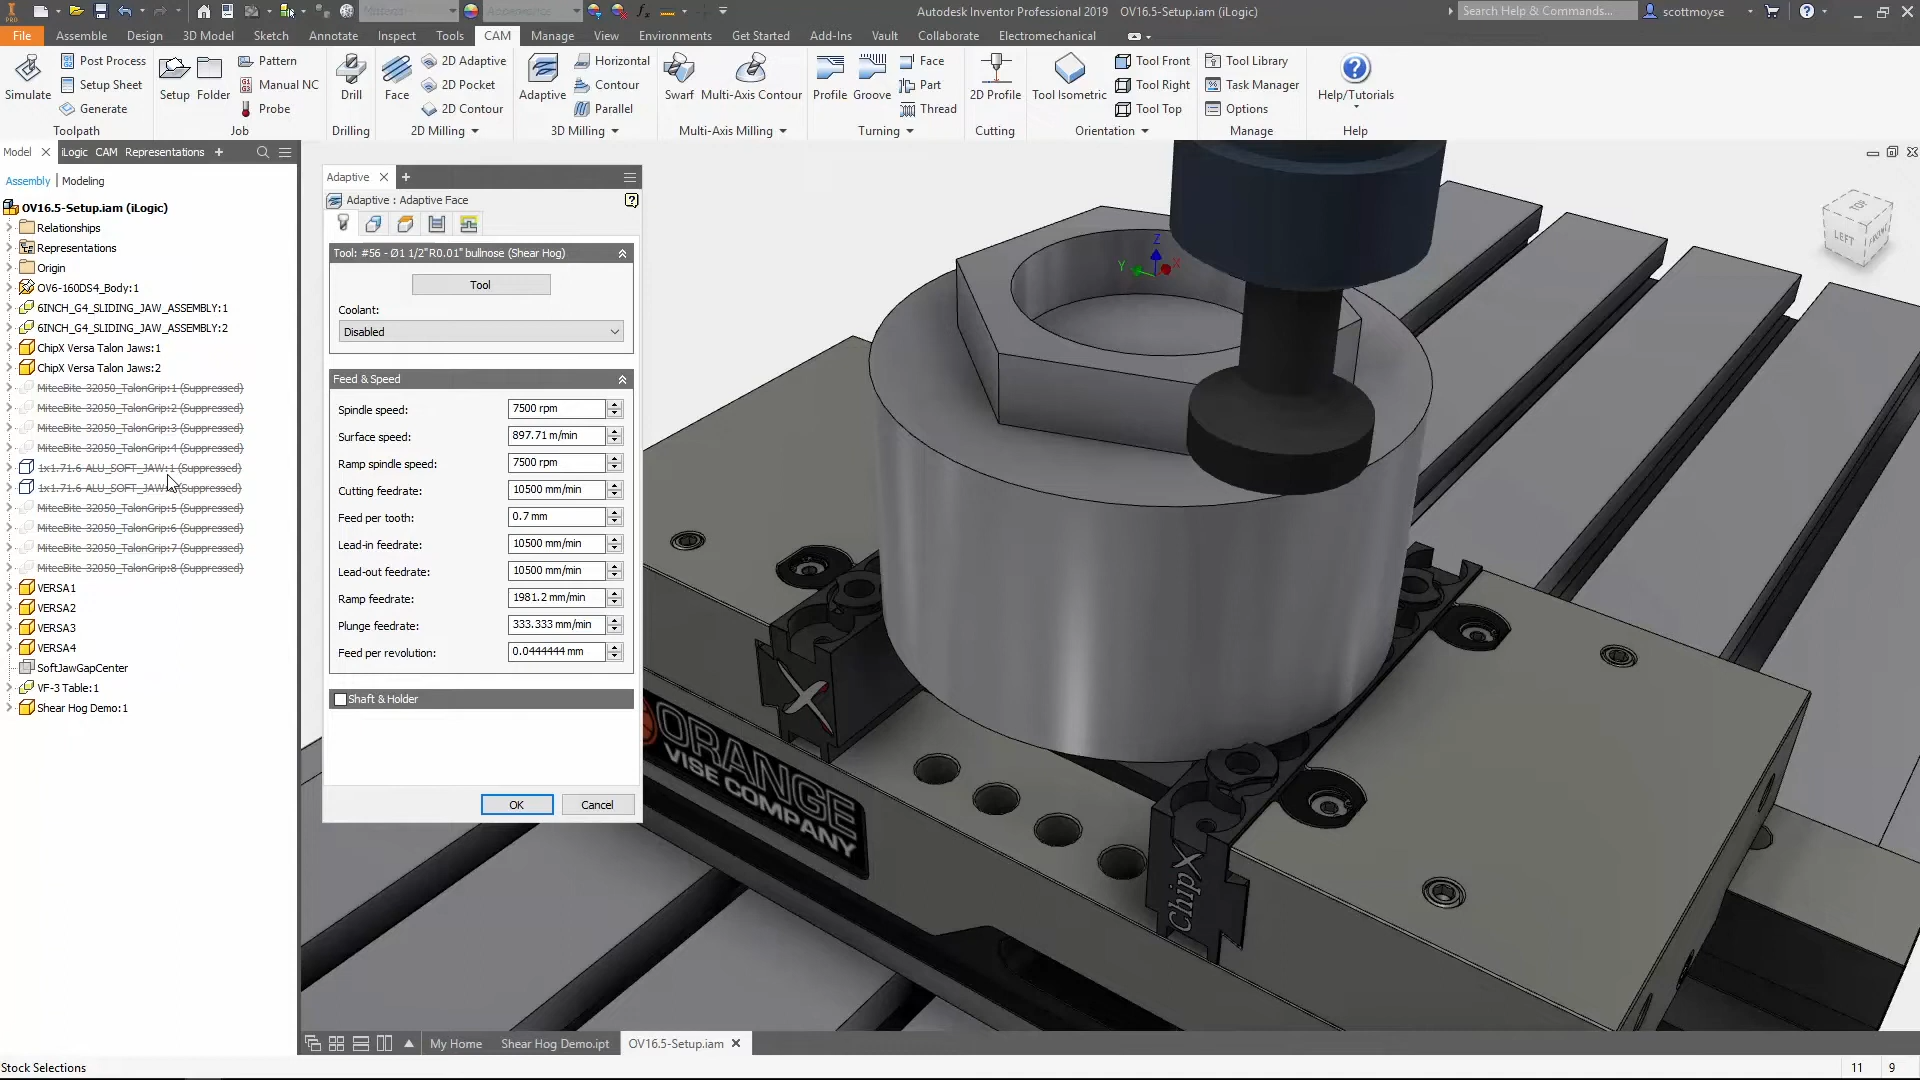 Autodesk Inventor Professional 2019 OV16.5-Setup.iam (iLogic)
Search Help & Commands...
scottmoyse
File Assemble Design 3D Model Sketch Annotate Inspect Tools CAM Manage View Environments Get Started Add-Ins Vault Collaborate Electromechanical
Simulate
Post Process
Setup Sheet
Generate
Toolpath
Setup
Folder
Pattern
Manual NC
Probe
Job
Drill
Drilling
Face
2D Adaptive
2D Pocket
2D Contour
2D Milling
Adaptive
Horizontal
Contour
Parallel
3D Milling
Swarf
Multi-Axis Contour
Multi-Axis Milling
Profile
Groove
Face
Part
Thread
Turning
2D Profile
Cutting
Tool Isometric
Tool Front
Tool Right
Tool Top
Orientation
Tool Library
Task Manager
Options
Manage
Help/Tutorials
Help
Model iLogic CAM Representations
Assembly Modeling
OV16.5-Setup.iam (iLogic)
Relationships
Representations
Origin
OV6-160DS4_Body:1
6INCH_G4_SLIDING_JAW_ASSEMBLY:1
6INCH_G4_SLIDING_JAW_ASSEMBLY:2
ChipX Versa Talon Jaws:1
ChipX Versa Talon Jaws:2
MiteeBite-32050_TalonGrip:1 (Suppressed)
MiteeBite-32050_TalonGrip:2 (Suppressed)
MiteeBite-32050_TalonGrip:3 (Suppressed)
MiteeBite-32050_TalonGrip:4 (Suppressed)
1x1.71.6 ALU_SOFT_JAW:1 (Suppressed)
1x1.71.6 ALU_SOFT_JAW (Suppressed)
MiteeBite-32050_TalonGrip:5 (Suppressed)
MiteeBite-32050_TalonGrip:6 (Suppressed)
MiteeBite-32050_TalonGrip:7 (Suppressed)
MiteeBite-32050_TalonGrip:8 (Suppressed)
VERSA1
VERSA2
VERSA3
VERSA4
SoftJawGapCenter
VF-3 Table:1
Shear Hog Demo:1
Adaptive
Adaptive : Adaptive Face
Tool: #56 - Ø1 1/2"R0.01" bullnose (Shear Hog)
Tool
Coolant:
Disabled
Feed & Speed
Spindle speed: 7500 rpm
Surface speed: 897.71 m/min
Ramp spindle speed: 7500 rpm
Cutting feedrate: 10500 mm/min
Feed per tooth: 0.7 mm
Lead-in feedrate: 10500 mm/min
Lead-out feedrate: 10500 mm/min
Ramp feedrate: 1981.2 mm/min
Plunge feedrate: 333.333 mm/min
Feed per revolution: 0.0444444 mm
Shaft & Holder
OK Cancel
Z
Y
X
TOP
LEFT
X
ORANGE
VISE COMPANY
ChipX
My Home Shear Hog Demo.ipt OV16.5-Setup.iam
Stock Selections
11 9